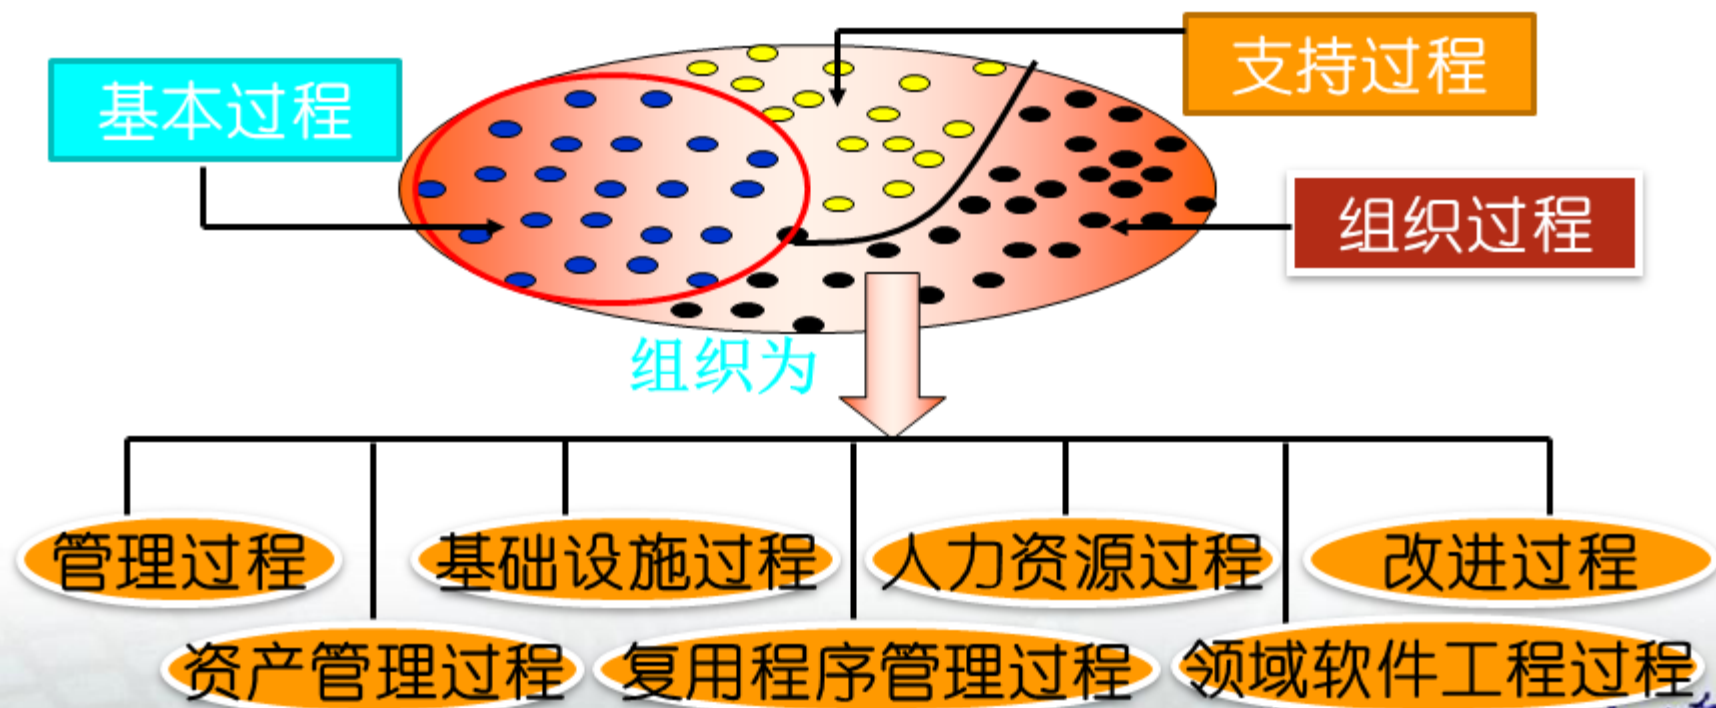 支持过程
基本过程
组织过程
组织为
管理过程
基础设施过程
人力资源过程
改进过程
资产管理过程
复用程序管理过程
领域软件工程过程